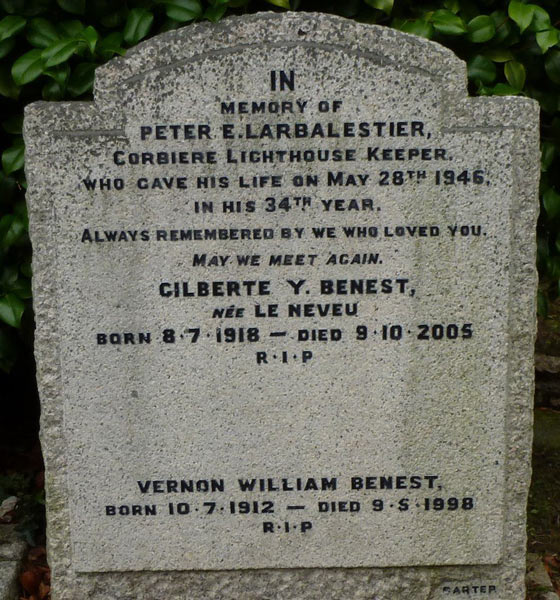 IN
MEMORY OF
PETER E. LARBALESTIER,
CORBIERE LIGHTHOUSE KEEPER.
WHO GAVE HIS LIFE ON MAY 28TH 1946,
IN HIS 34TH YEAR.
ALWAYS REMEMBERED BY WE WHO LOVED YOU.
MAY WE MEET AGAIN.
GILBERTE Y. BENEST,
NÉE LE NEVEU
BORN 8·7·1918 — DIED 9·10·2005
R·I·P
VERNON WILLIAM BENEST,
BORN 10·7·1912 — DIED 9·5·1998
R·I·P
CARTER